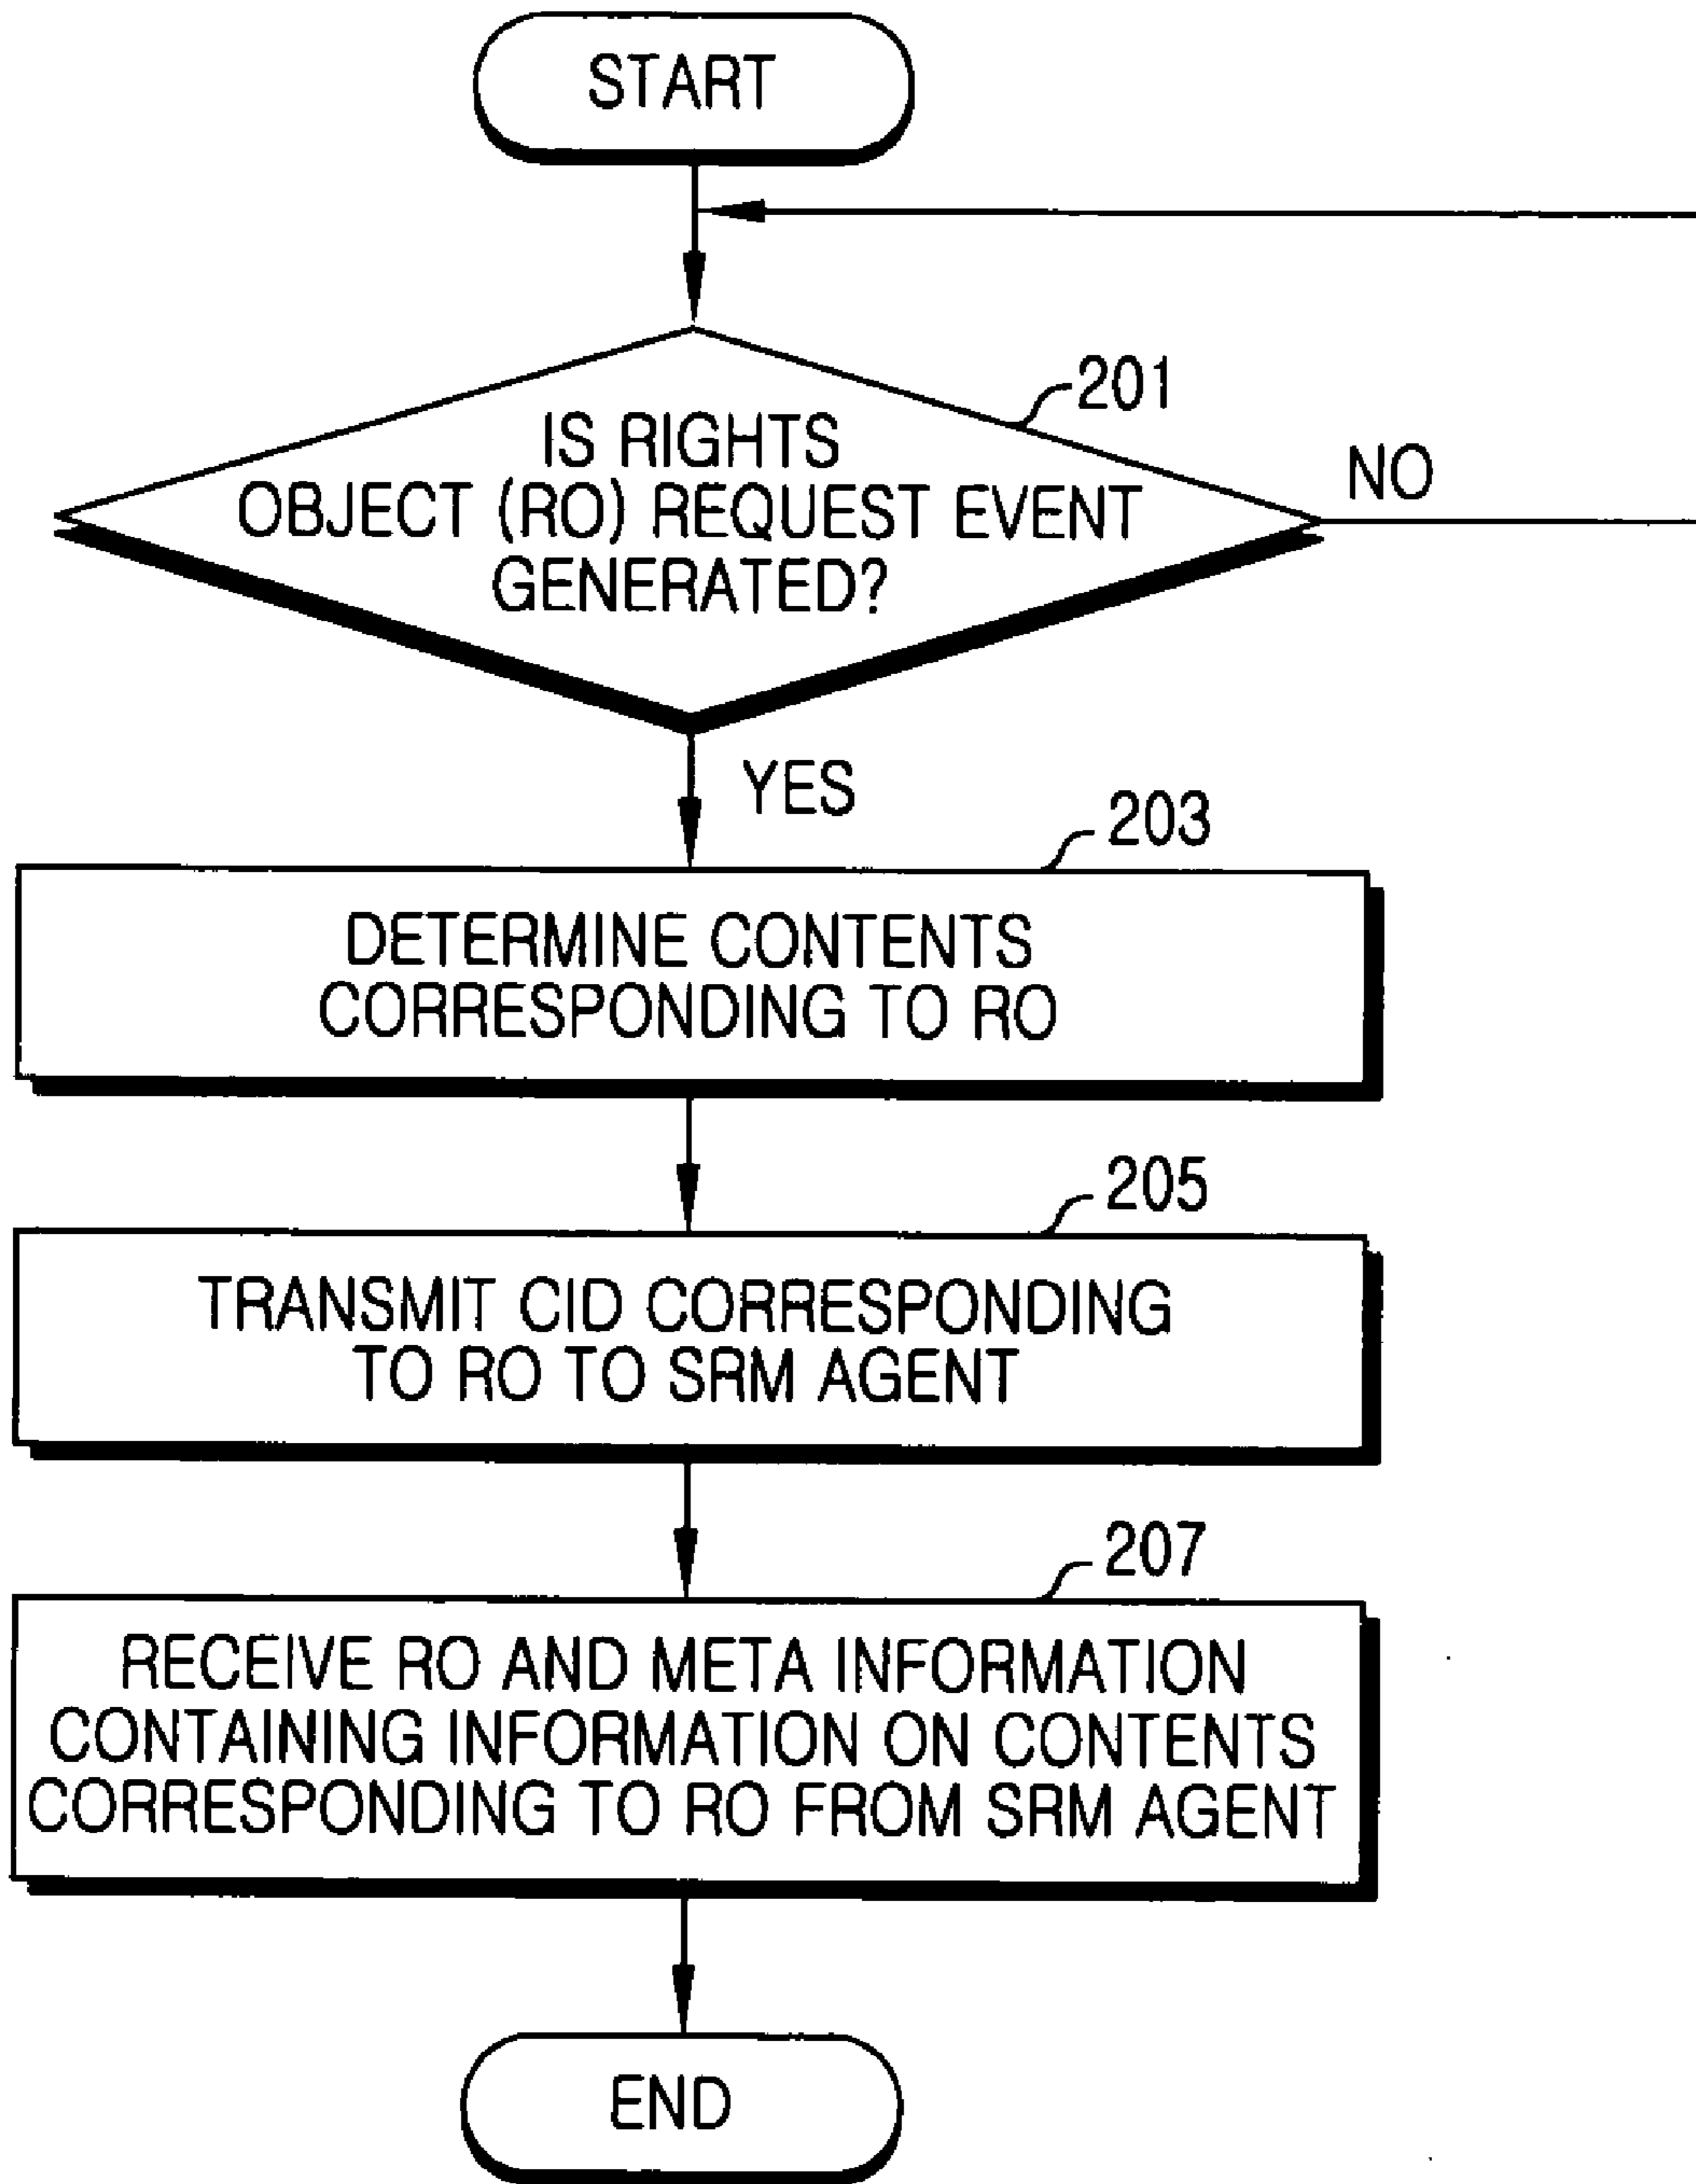 START
201
IS RIGHTS
OBJECT (RO) REQUEST EVENT
GENERATED?
NO
YES
203
DETERMINE CONTENTS
CORRESPONDING TO RO
205
TRANSMIT CID CORRESPONDING
TO RO TO SRM AGENT
207
RECEIVE RO AND META INFORMATION
CONTAINING INFORMATION ON CONTENTS
CORRESPONDING TO RO FROM SRM AGENT
END